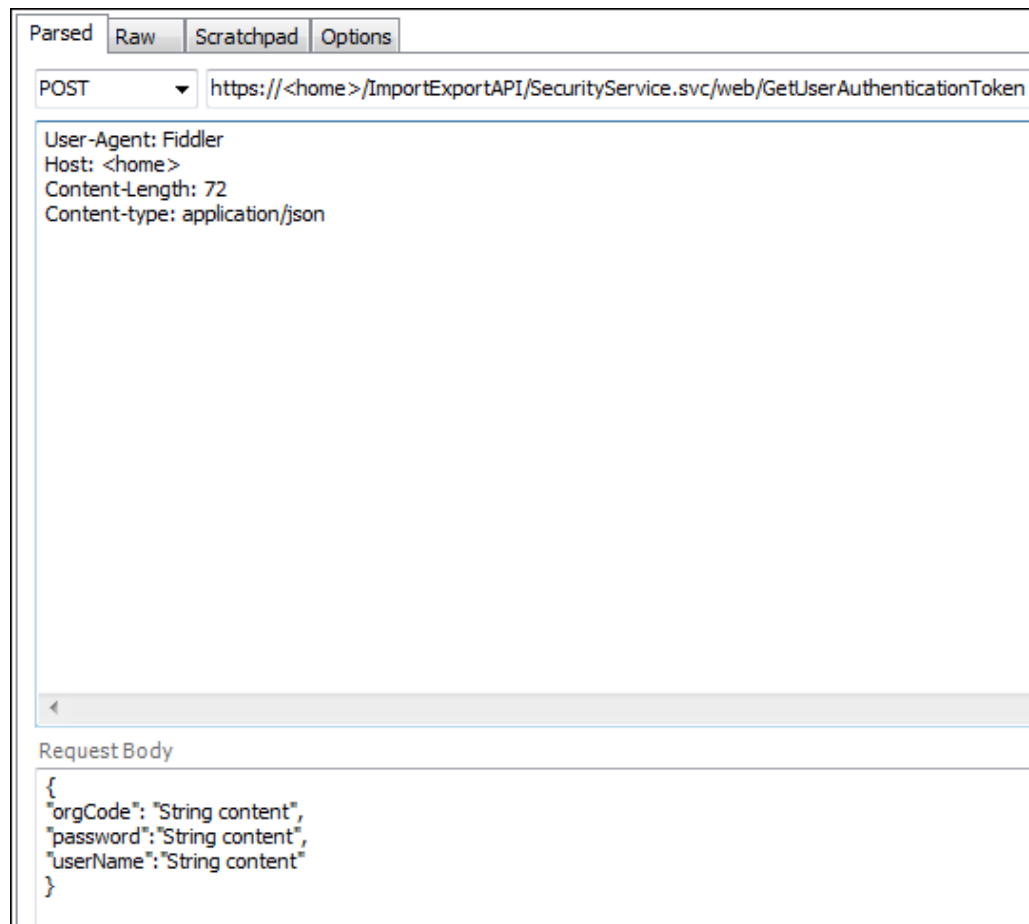 Parsed Raw Scratchpad Options
POST https://<home>/ImportExportAPI/SecurityService.svc/web/GetUserAuthenticationToken
User-Agent: Fiddler
Host: <home>
Content-Length: 72
Content-type: application/json
Request Body
{
"orgCode": "String content",
"password":"String content",
"userName":"String content"
}